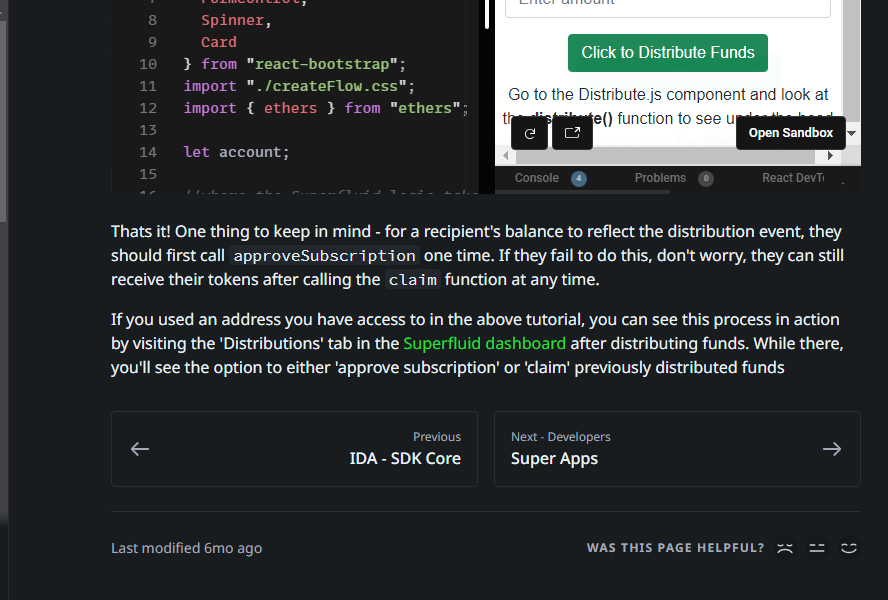 Enter amount
8 Spinner,
9 Card
10 } from "react-bootstrap";
11 import "./createFlow.css";
12 import { ethers } from "ethers";
13
14 let account;
15
Click to Distribute Funds
Go to the Distribute.js component and look at
the distribute() function to see under the hood
Open Sandbox
Console 4 Problems 0 React DevTo
Thats it! One thing to keep in mind - for a recipient's balance to reflect the distribution event, they
should first call approveSubscription one time. If they fail to do this, don't worry, they can still
receive their tokens after calling the claim function at any time.
If you used an address you have access to in the above tutorial, you can see this process in action
by visiting the 'Distributions' tab in the Superfluid dashboard after distributing funds. While there,
you'll see the option to either 'approve subscription' or 'claim' previously distributed funds
Previous
IDA - SDK Core
Next - Developers
Super Apps
Last modified 6mo ago
WAS THIS PAGE HELPFUL?